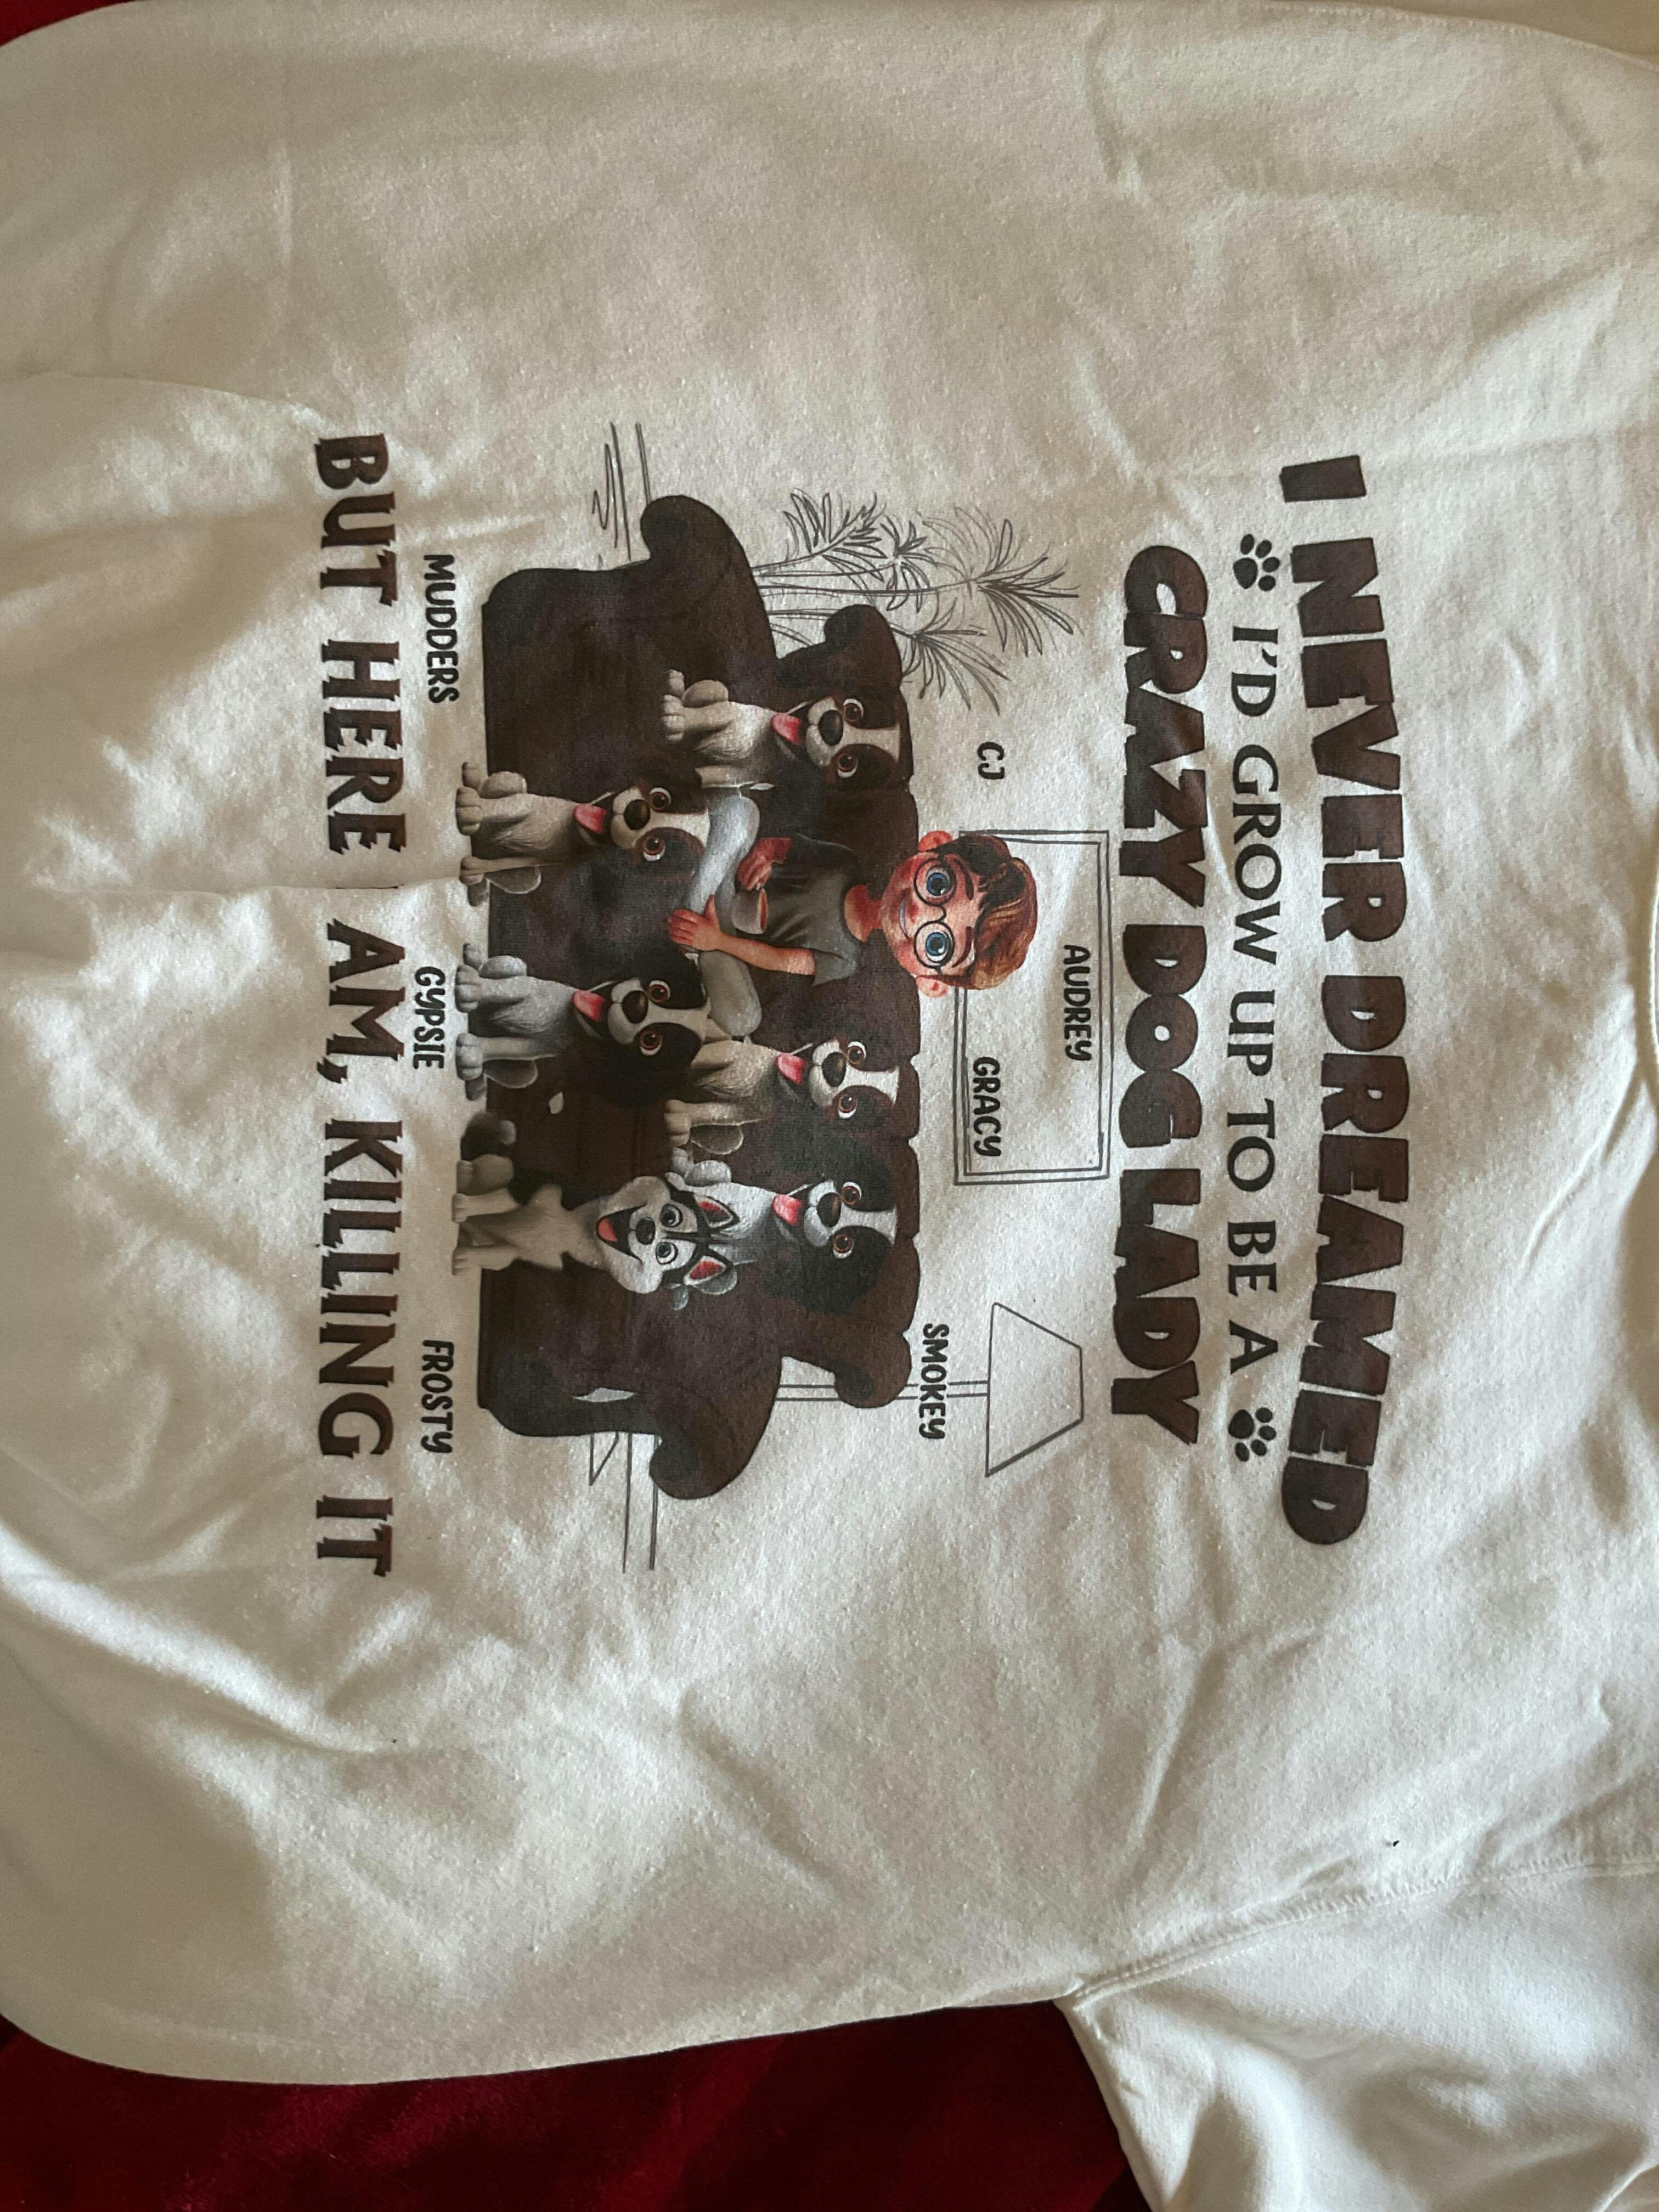 I NEVER DREAMED
I'D GROW UP TO BE A
CRAZY DOG LADY
AUDREY
CJ
GRACY
SMOKEY
MUDDERS
GYPSIE
FROSTY
BUT HERE I AM, KILLING IT